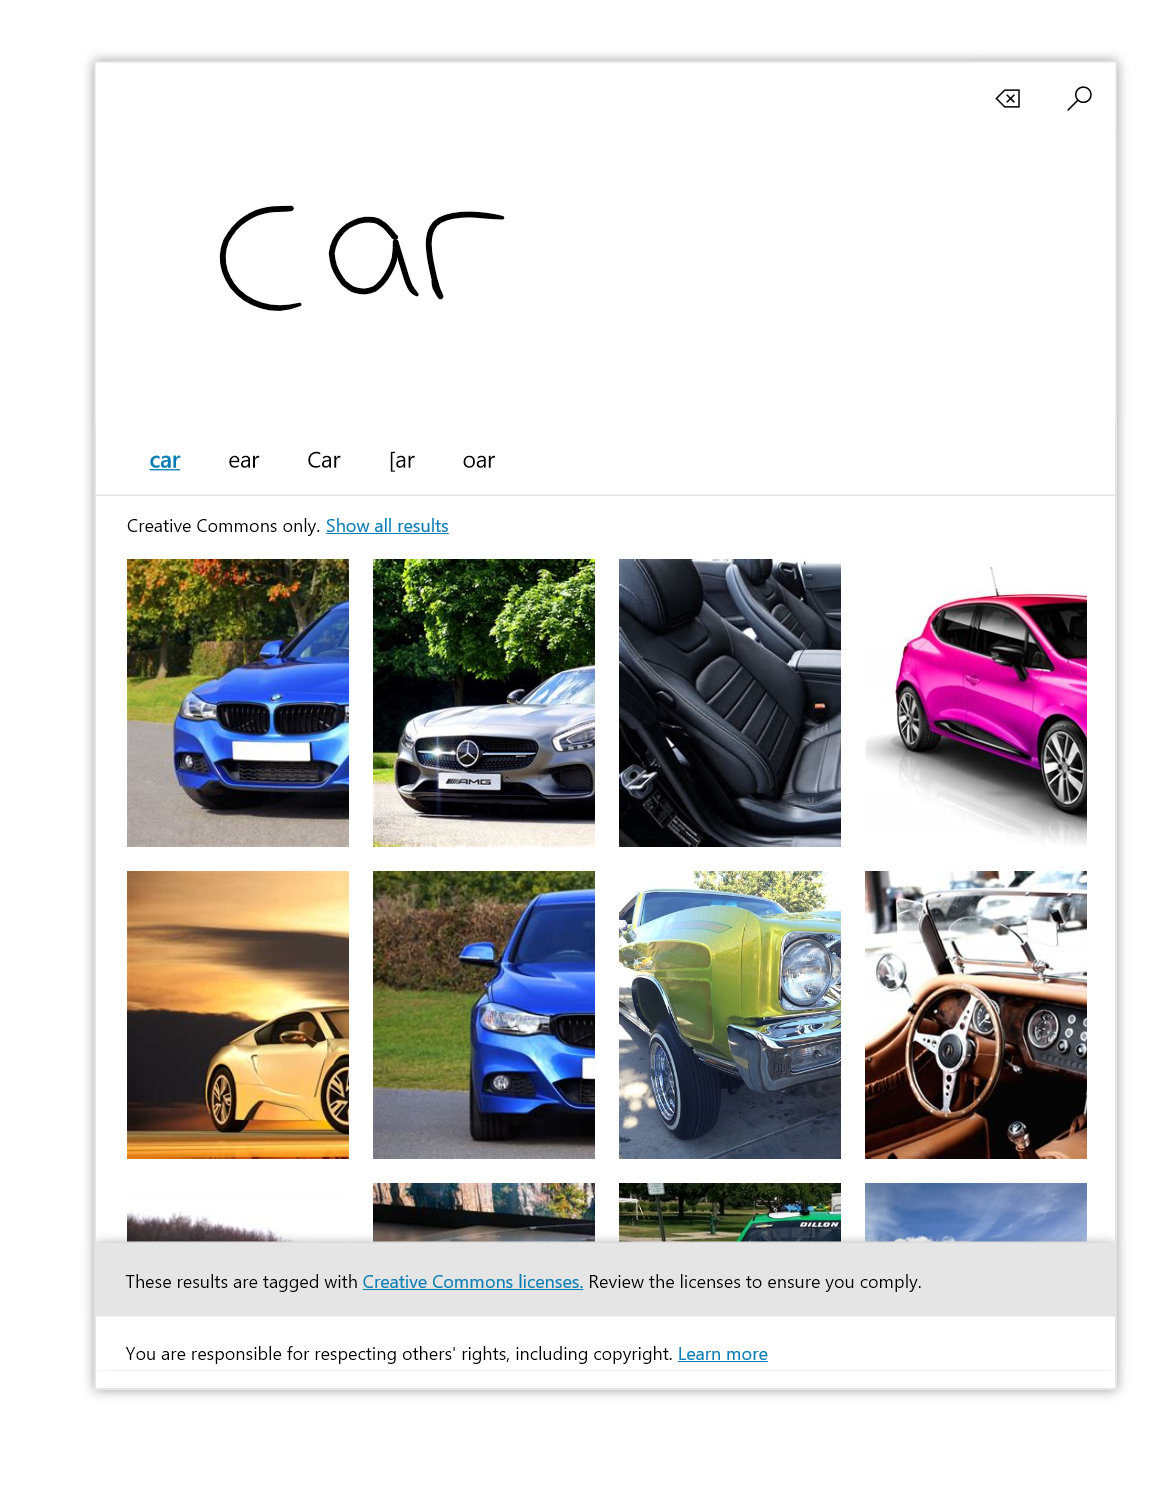 car
car ear Car [ar oar
Creative Commons only. Show all results
AMG
DILLON
These results are tagged with Creative Commons licenses. Review the licenses to ensure you comply.
You are responsible for respecting others' rights, including copyright. Learn more